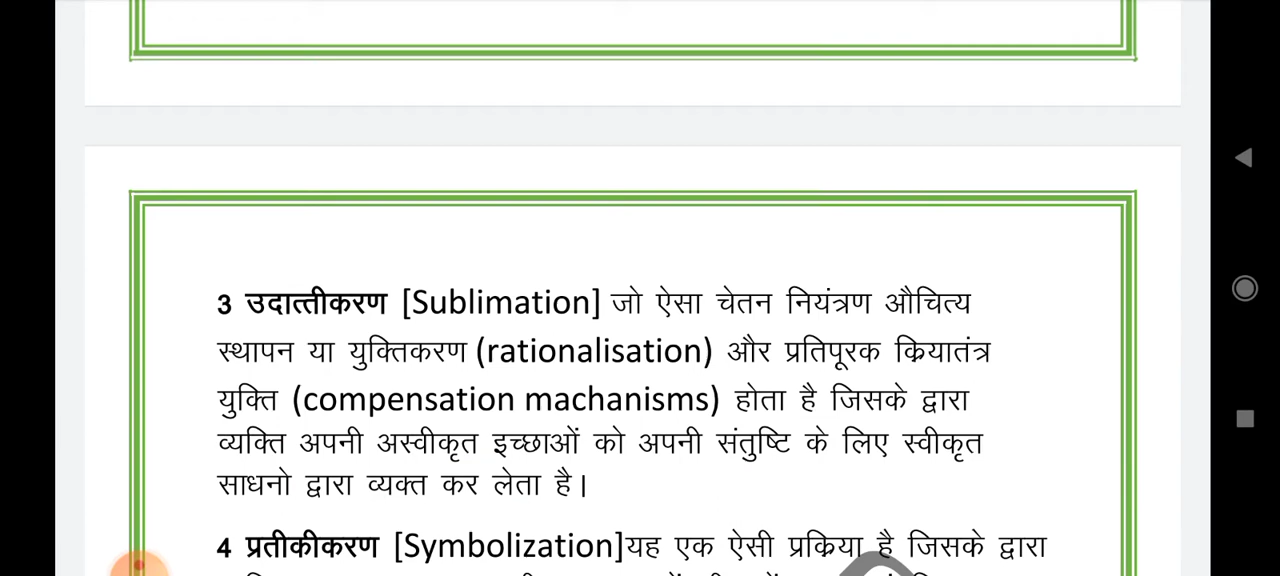 3 उदात्तीकरण [Sublimation] जो ऐसा चेतन नियंत्रण औचित्य
स्थापन या युक्तिकरण (rationalisation) और प्रतिपूरक क्रियातंत्र
युक्ति (compensation machanisms) होता है जिसके द्वारा
व्यक्ति अपनी अस्वीकृत इच्छाओं को अपनी संतुष्टि के लिए स्वीकृत
साधनो द्वारा व्यक्त कर लेता है।
4 प्रतीकीकरण [Symbolization]यह एक ऐसी प्रक्रिया है जिसके द्वारा